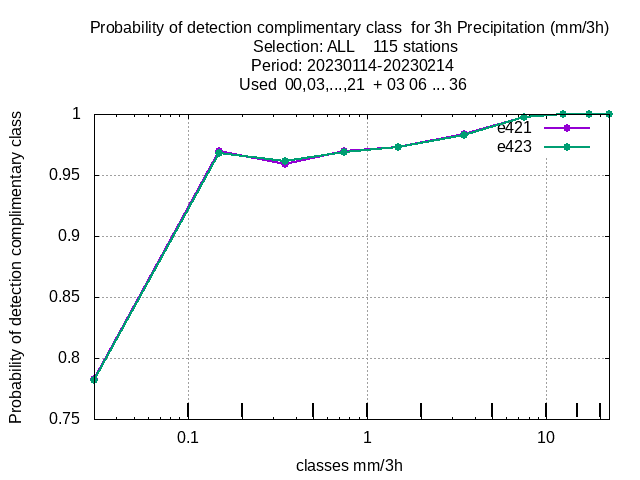 Probability of detection complimentary class  for 3h Precipitation (mm/3h)
Selection: ALL    115 stations
Period: 20230114-20230214
Used  00,03,...,21  + 03 06 ... 36
Probability of detection complimentary class
1
0.95
0.9
0.85
0.8
0.75
e421
e423
0.1
1
10
classes mm/3h